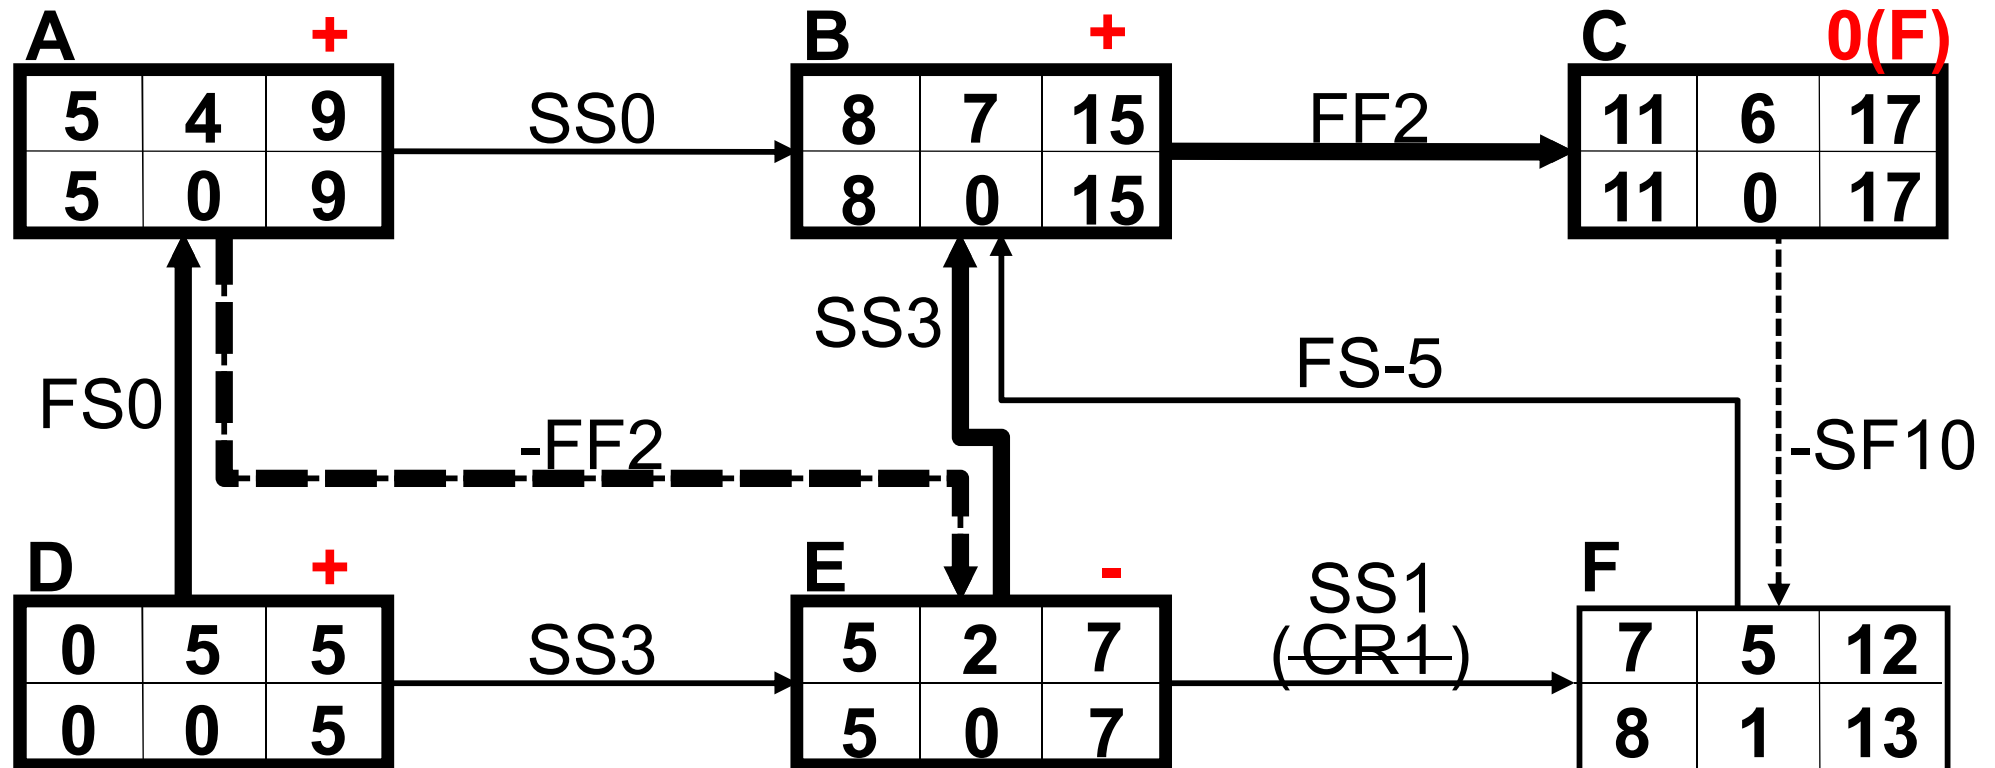 A + B + C 0(F)
5 4 9 SS0 8 7 15 FF2 11 6 17
5 0 9 8 0 15 11 0 17
SS3
FS-5
FS0
-FF2 -SF10
D + E - SS1 F
0 5 5 SS3 5 2 7 (CR1) 7 5 12
0 0 5 5 0 7 8 1 13